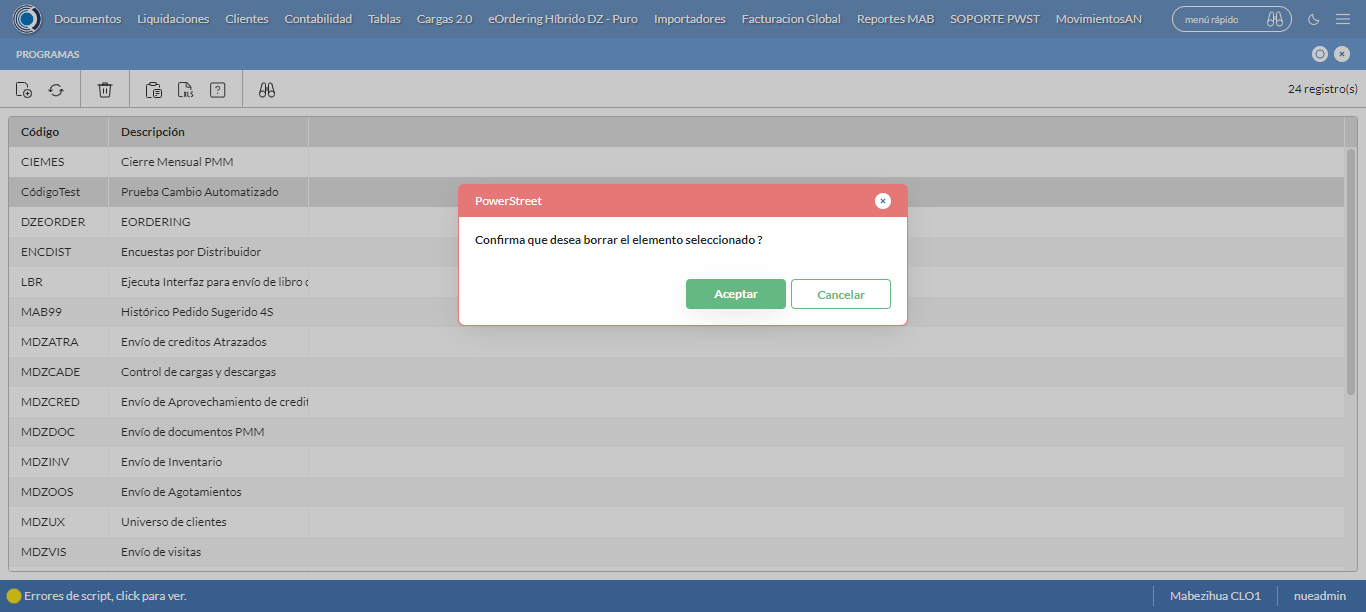 Documentos Liquidaciones Clientes Contabilidad Tablas Cargas 2.0 eOrdering Híbrido DZ - Puro Importadores Facturacion Global Reportes MAB SOPORTE PWST MovimientosAN menú rápido
PROGRAMAS
XLS ? 24 registro(s)
Código Descripción
CIEMES Cierre Mensual PMM
CódigoTest Prueba Cambio Automatizado
DZEORDER EORDERING
ENCDIST Encuestas por Distribuidor
LBR Ejecuta Interfaz para envío de libro
MAB99 Histórico Pedido Sugerido 4S
MDZATRA Envío de creditos Atrazados
MDZCADE Control de cargas y descargas
MDZCRED Envío de Aprovechamiento de credit
MDZDOC Envío de documentos PMM
MDZINV Envío de Inventario
MDZOOS Envío de Agotamientos
MDZUX Universo de clientes
MDZVIS Envío de visitas
PowerStreet
Confirma que desea borrar el elemento seleccionado ?
Aceptar Cancelar
Errores de script, click para ver. Mabezihua CLO1 nueadmin